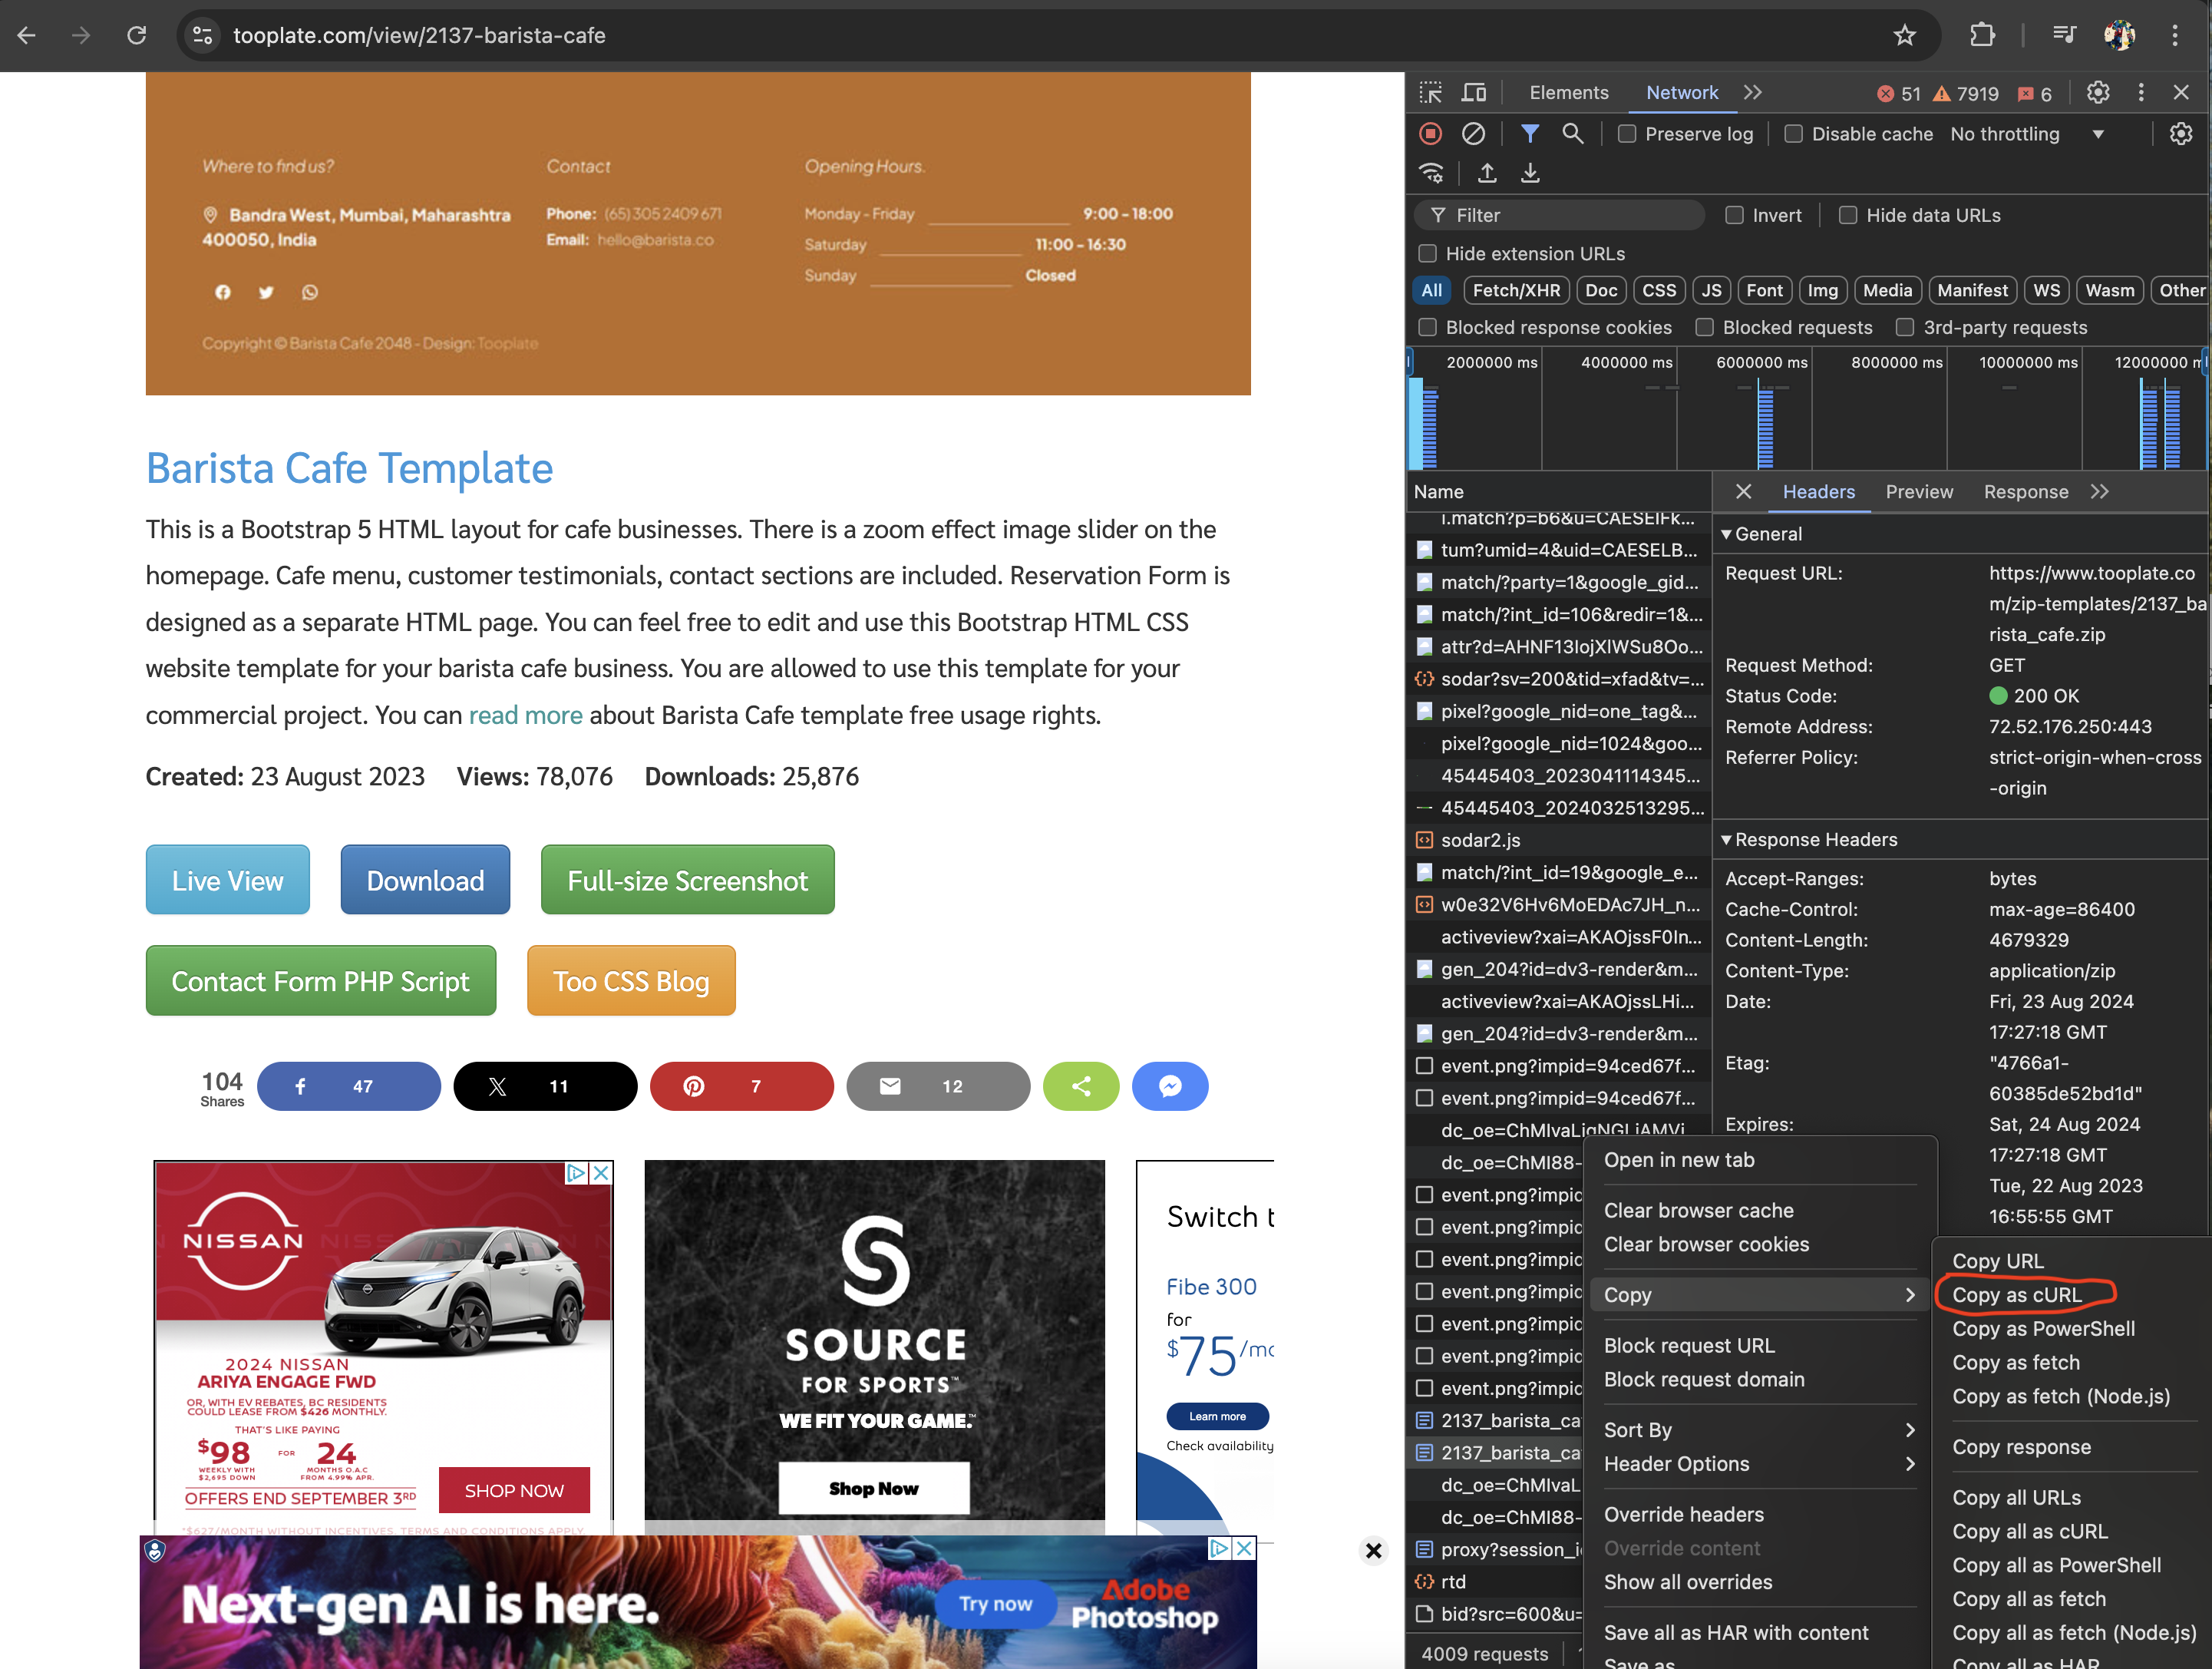 tooplate.com/view/2137-barista-cafe
Where to find us?
Bandra West, Mumbai, Maharashtra
400050, India
Contact
Phone: (65) 305 2409 671
Email: hello@barista.co
Opening Hours.
Monday - Friday 9:00 - 18:00
Saturday 11:00 - 16:30
Sunday Closed
Copyright © Barista Cafe 2048 - Design: Tooplate
Barista Cafe Template
This is a Bootstrap 5 HTML layout for cafe businesses. There is a zoom effect image slider on the
homepage. Cafe menu, customer testimonials, contact sections are included. Reservation Form is
designed as a separate HTML page. You can feel free to edit and use this Bootstrap HTML CSS
website template for your barista cafe business. You are allowed to use this template for your
commercial project. You can read more about Barista Cafe template free usage rights.
Created: 23 August 2023 Views: 78,076 Downloads: 25,876
Live View
Download
Full-size Screenshot
Contact Form PHP Script
Too CSS Blog
104
Shares
47
11
7
12
NISSAN
2024 NISSAN
ARIYA ENGAGE FWD
OR, WITH EV REBATES, BC RESIDENTS
COULD LEASE FROM $426 MONTHLY.
THAT'S LIKE PAYING
$98 FOR 24
WEEKLY WITH
$2,695 DOWN
MONTHS O.A.C
FROM 4.99% APR.
OFFERS END SEPTEMBER 3RD
SHOP NOW
*$627/MONTH WITHOUT INCENTIVES. TERMS AND CONDITIONS APPLY
SOURCE
FOR SPORTS™
WE FIT YOUR GAME.™
Shop Now
Switch t
Fibe 300
for
$75/mo
Learn more
Check availability
Next-gen AI is here.
Try now
Adobe
Photoshop
Elements
Network
51
7919
6
Preserve log
Disable cache
No throttling
Filter
Invert
Hide data URLs
Hide extension URLs
All
Fetch/XHR
Doc
CSS
JS
Font
Img
Media
Manifest
WS
Wasm
Other
Blocked response cookies
Blocked requests
3rd-party requests
2000000 ms
4000000 ms
6000000 ms
8000000 ms
10000000 ms
12000000 m
Name
i.match?p=b6&u=CAESEIFk...
tum?umid=4&uid=CAESELB...
match/?party=1&google_gid...
match/?int_id=106&redir=1&...
attr?d=AHNF13IojXlWSu8Oo...
sodar?sv=200&tid=xfad&tv=...
pixel?google_nid=one_tag&...
pixel?google_nid=1024&goo...
45445403_2023041114345...
45445403_2024032513295...
sodar2.js
match/?int_id=19&google_e...
w0e32V6Hv6MoEDAc7JH_n...
activeview?xai=AKAOjssF0In...
gen_204?id=dv3-render&m...
activeview?xai=AKAOjssLHi...
gen_204?id=dv3-render&m...
event.png?impid=94ced67f...
event.png?impid=94ced67f...
dc_oe=ChMIvaLigNGLiAMVi
dc_oe=ChMI88-
event.png?impid
event.png?impid
event.png?impid
event.png?impid
event.png?impid
event.png?impid
event.png?impid
2137_barista_ca
2137_barista_ca
dc_oe=ChMIvaL
dc_oe=ChMI88-
proxy?session_i
rtd
bid?src=600&u=
4009 requests
Headers
Preview
Response
General
Request URL: https://www.tooplate.co
m/zip-templates/2137_ba
rista_cafe.zip
Request Method: GET
Status Code: 200 OK
Remote Address: 72.52.176.250:443
Referrer Policy: strict-origin-when-cross
-origin
Response Headers
Accept-Ranges: bytes
Cache-Control: max-age=86400
Content-Length: 4679329
Content-Type: application/zip
Date: Fri, 23 Aug 2024
17:27:18 GMT
Etag: "4766a1-
60385de52bd1d"
Expires: Sat, 24 Aug 2024
17:27:18 GMT
Tue, 22 Aug 2023
16:55:55 GMT
Open in new tab
Clear browser cache
Clear browser cookies
Copy
Block request URL
Block request domain
Sort By
Header Options
Override headers
Override content
Show all overrides
Save all as HAR with content
Save as
Copy URL
Copy as cURL
Copy as PowerShell
Copy as fetch
Copy as fetch (Node.js)
Copy response
Copy all URLs
Copy all as cURL
Copy all as PowerShell
Copy all as fetch
Copy all as fetch (Node.js)
Copy all as HAR